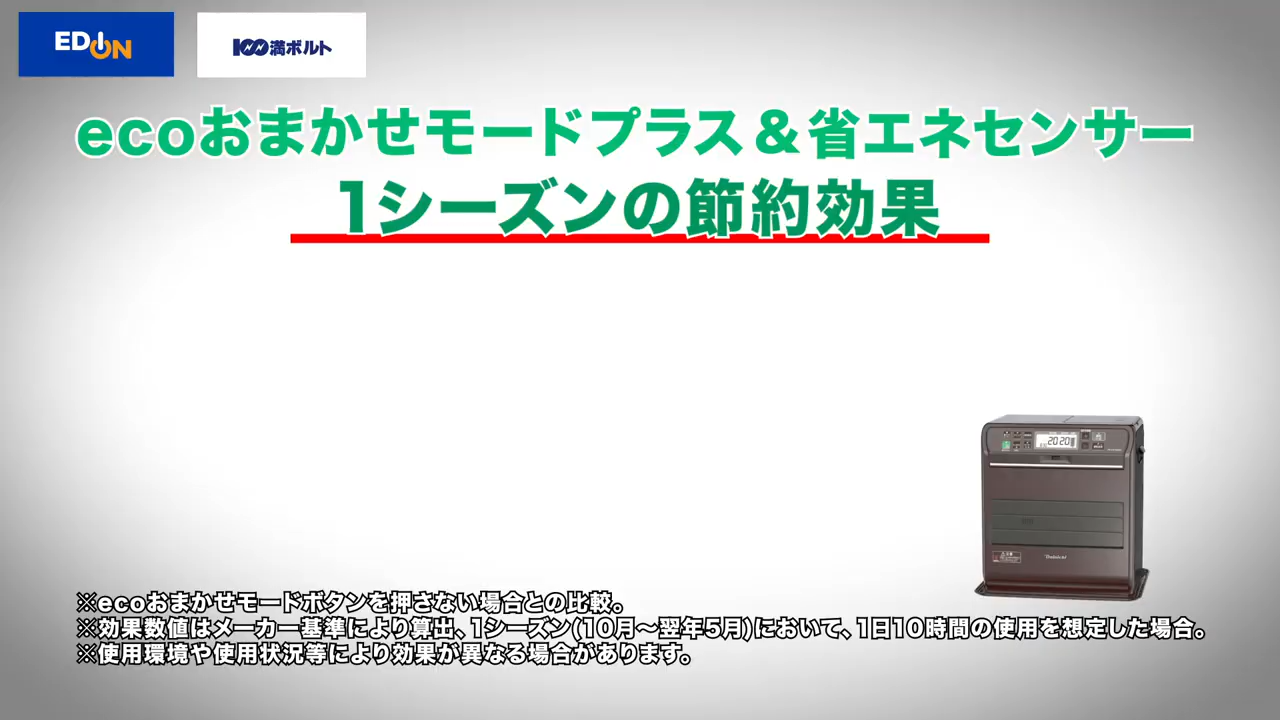 EDION
100満ボルト
ecoおまかせモードプラス＆省エネセンサー
1シーズンの節約効果
2020
Dainichi
※ecoおまかせモードボタンを押さない場合との比較。
※効果数値はメーカー基準により算出、1シーズン(10月〜翌年5月)において、1日10時間の使用を想定した場合。
※使用環境や使用状況等により効果が異なる場合があります。